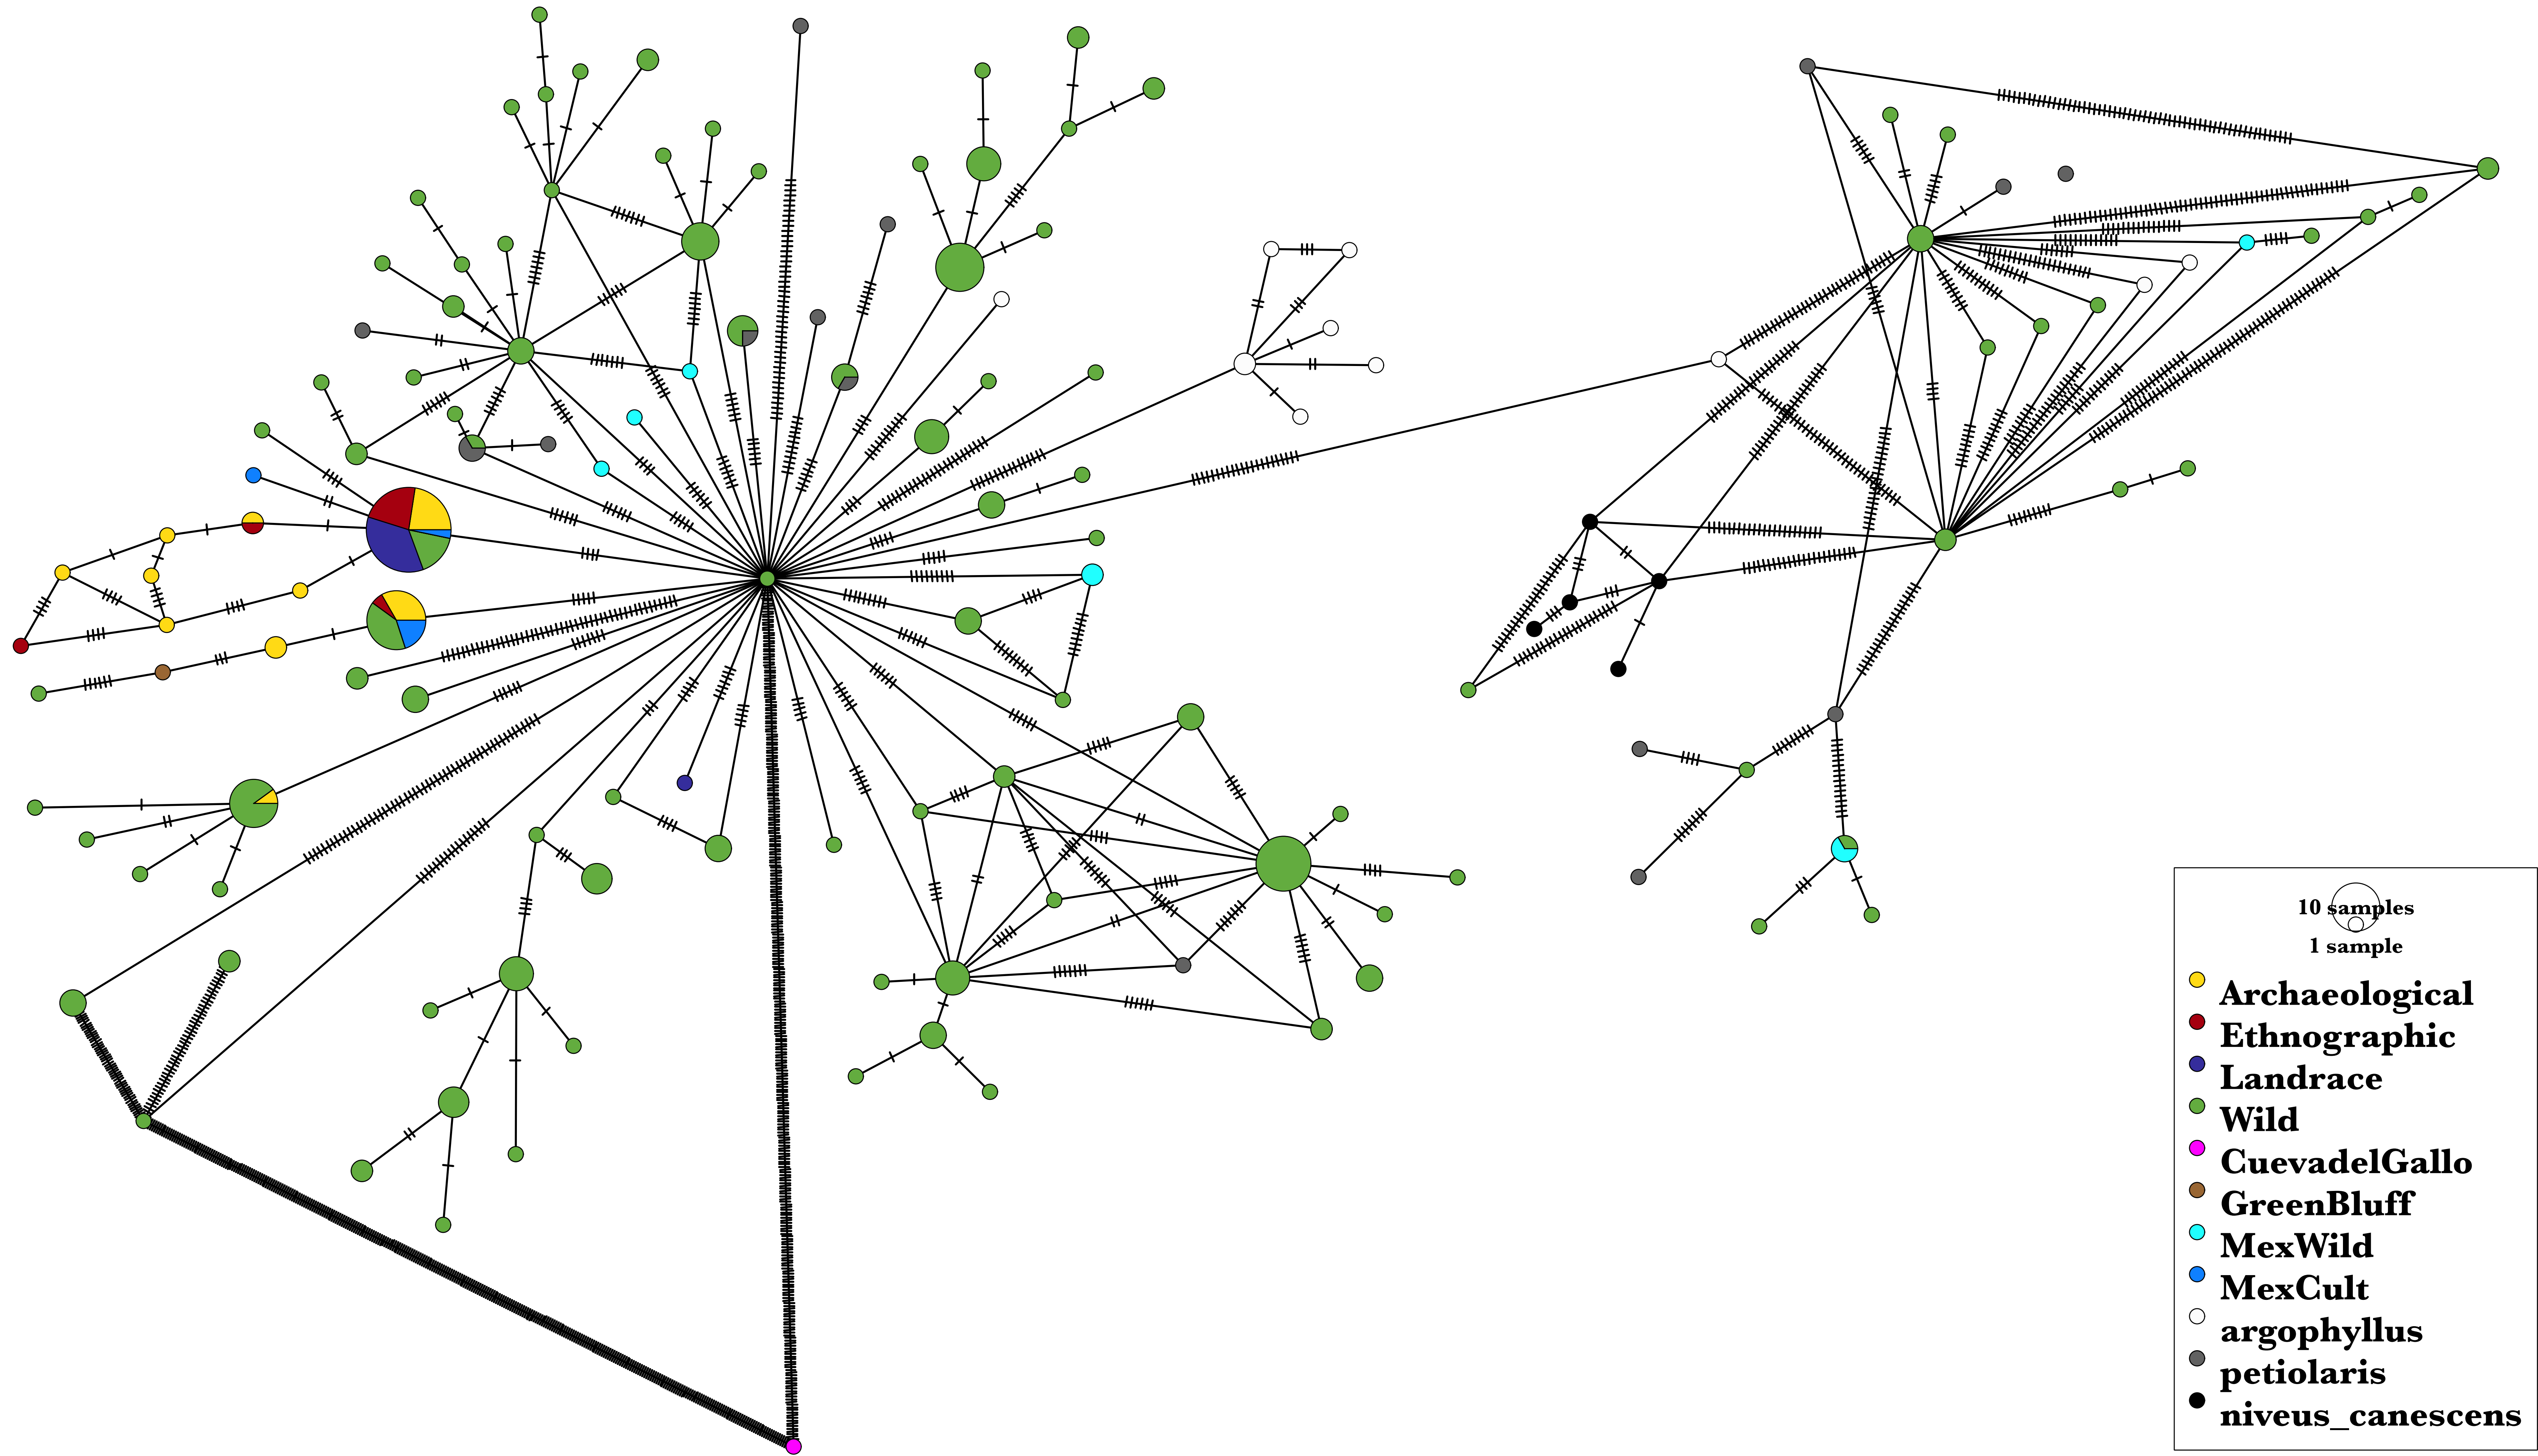 10 samples
1 sample
Archaeological
Ethnographic
Landrace
Wild
CuevadelGallo
GreenBluff
MexWild
MexCult
argophyllus
petiolaris
niveus_canescens